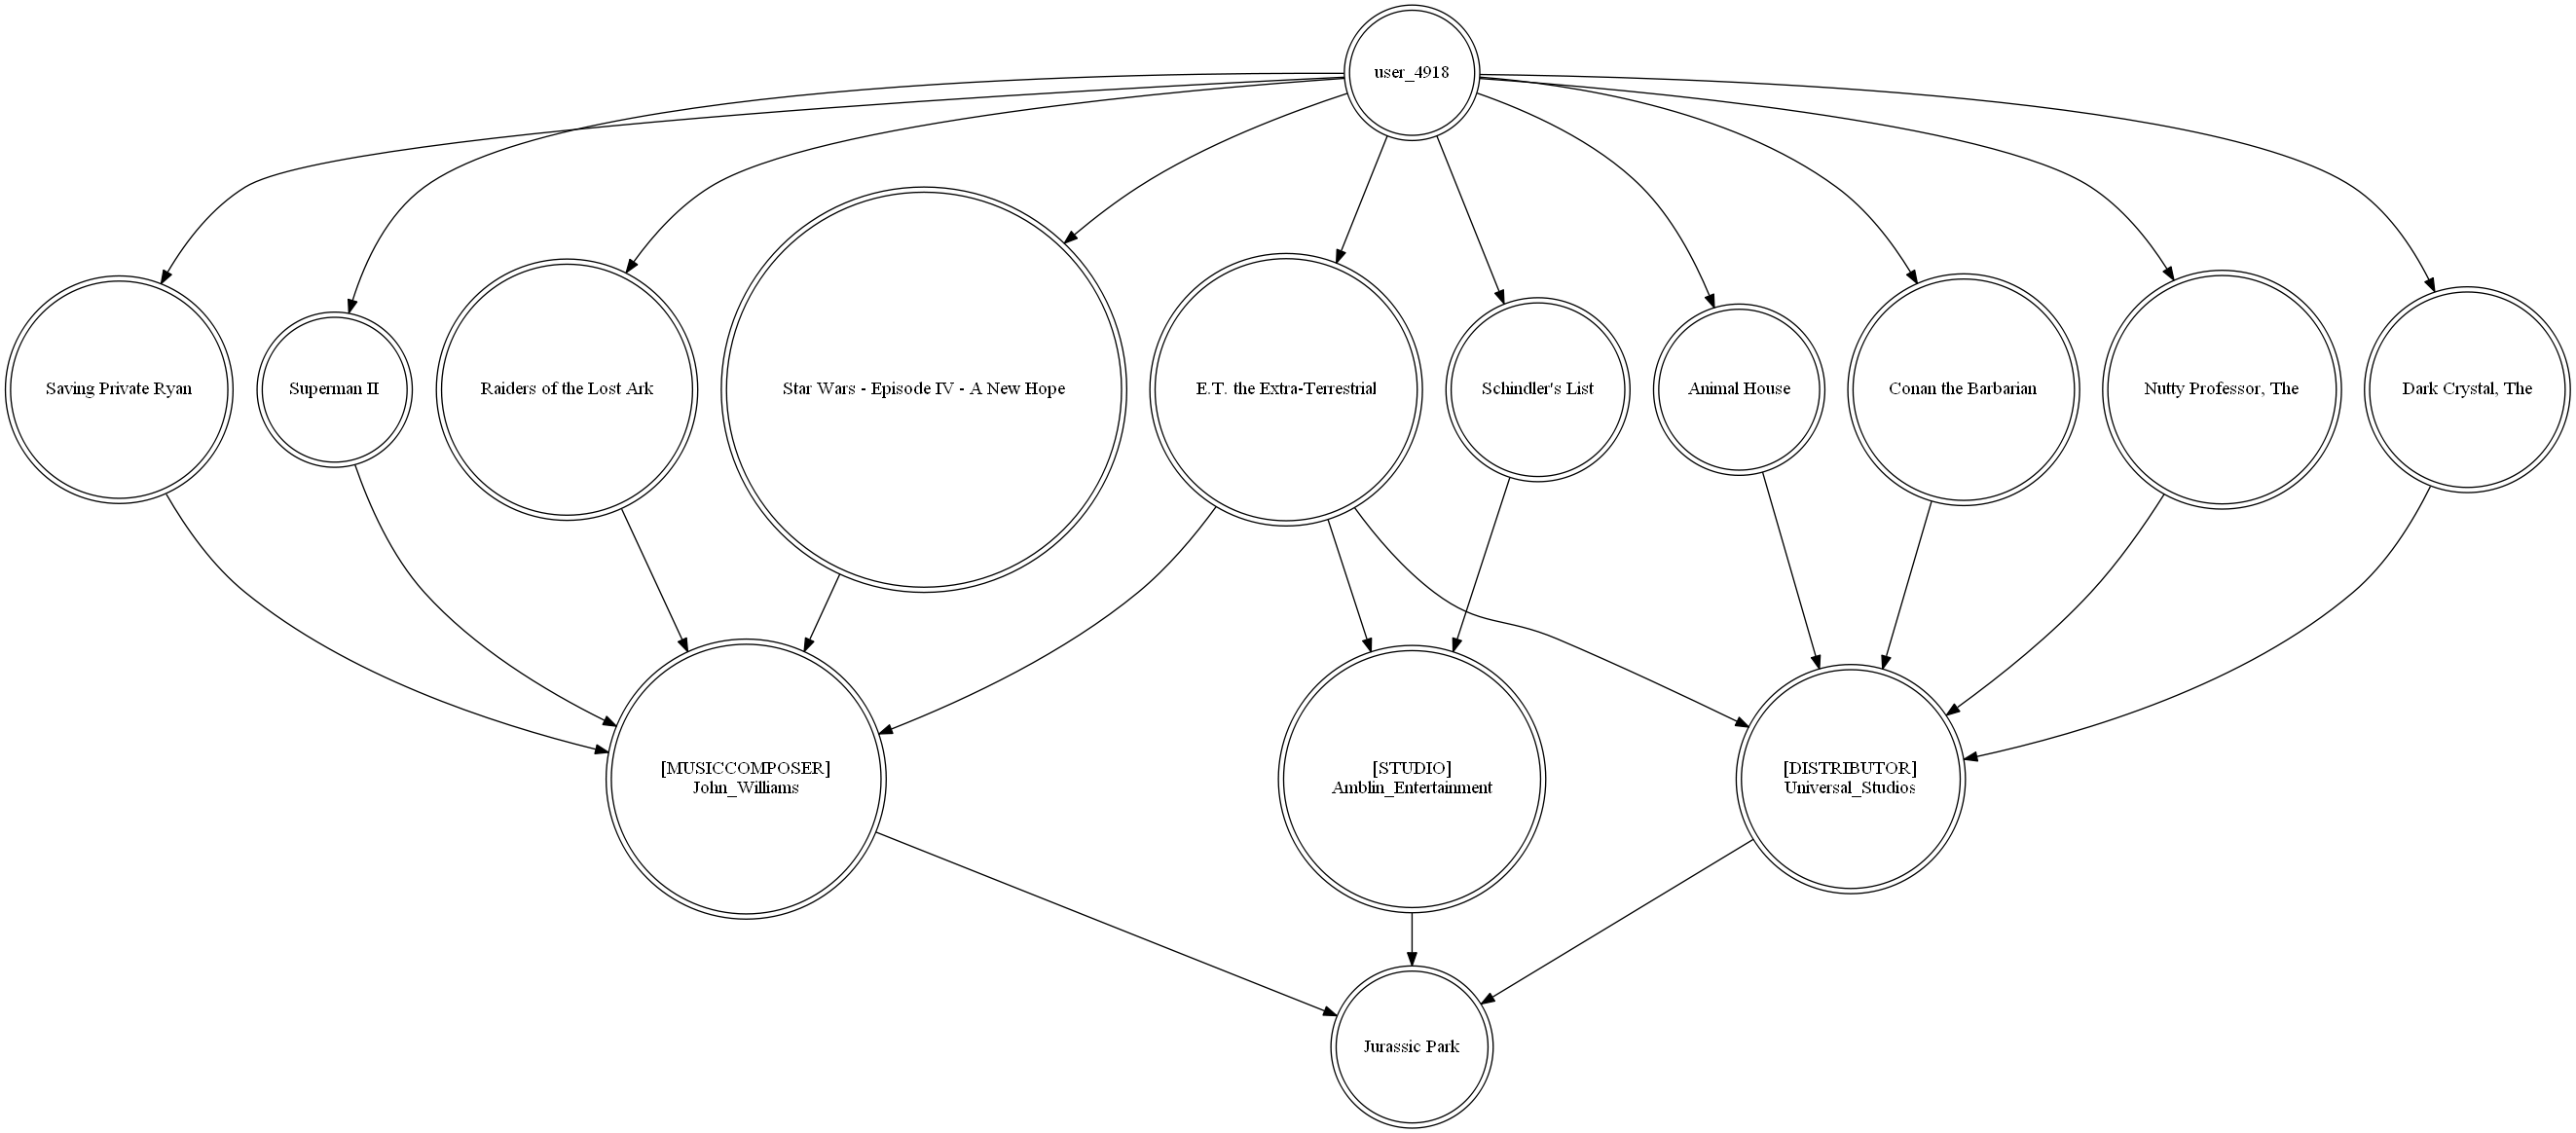 user_4918
Saving Private Ryan
Superman II
Raiders of the Lost Ark
Star Wars - Episode IV - A New Hope
E.T. the Extra-Terrestrial
Schindler's List
Animal House
Conan the Barbarian
Nutty Professor, The
Dark Crystal, The
[MUSICCOMPOSER]
John_Williams
[STUDIO]
Amblin_Entertainment
[DISTRIBUTOR]
Universal_Studios
Jurassic Park